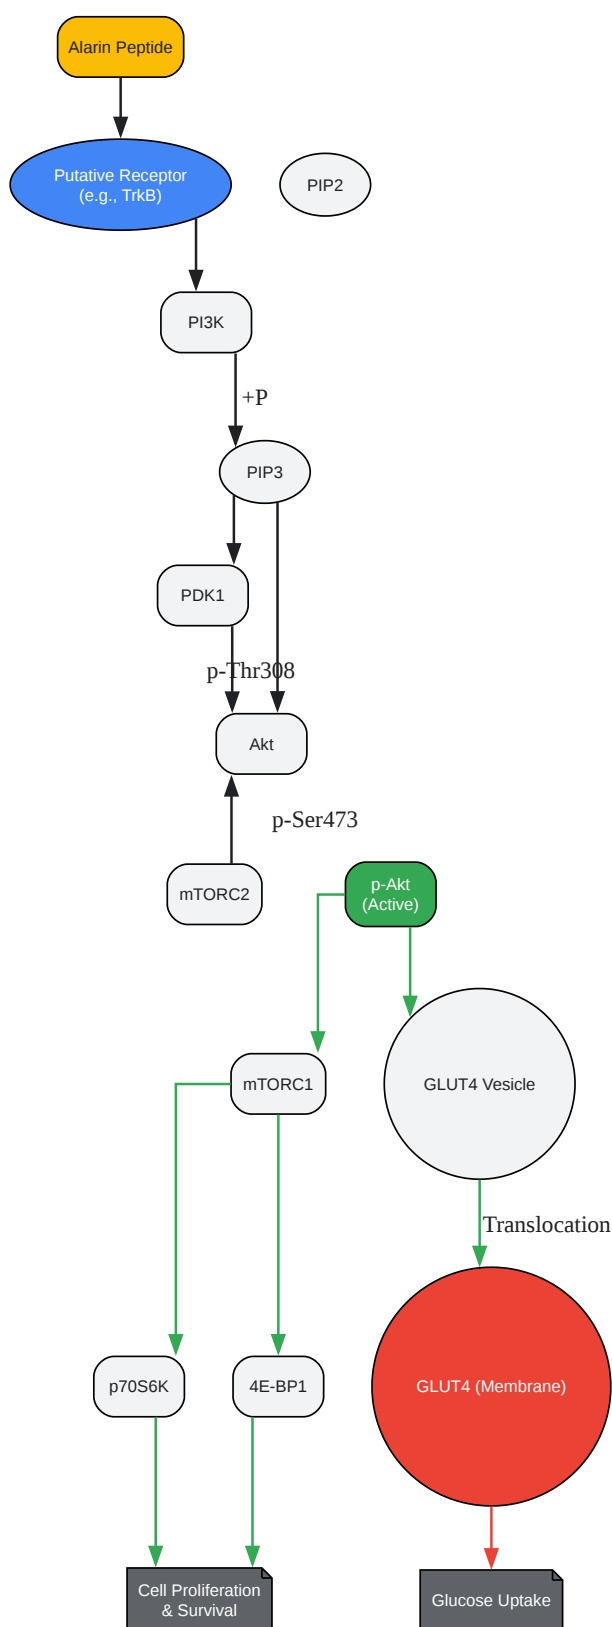 Alarin Peptide
Putative Receptor
(e.g., TrkB)
PIP2
PI3K
+P
PIP3
PDK1
p-Thr308
Akt
p-Ser473
mTORC2
p-Akt
(Active)
mTORC1
GLUT4 Vesicle
Translocation
p70S6K
4E-BP1
GLUT4 (Membrane)
Cell Proliferation
& Survival
Glucose Uptake